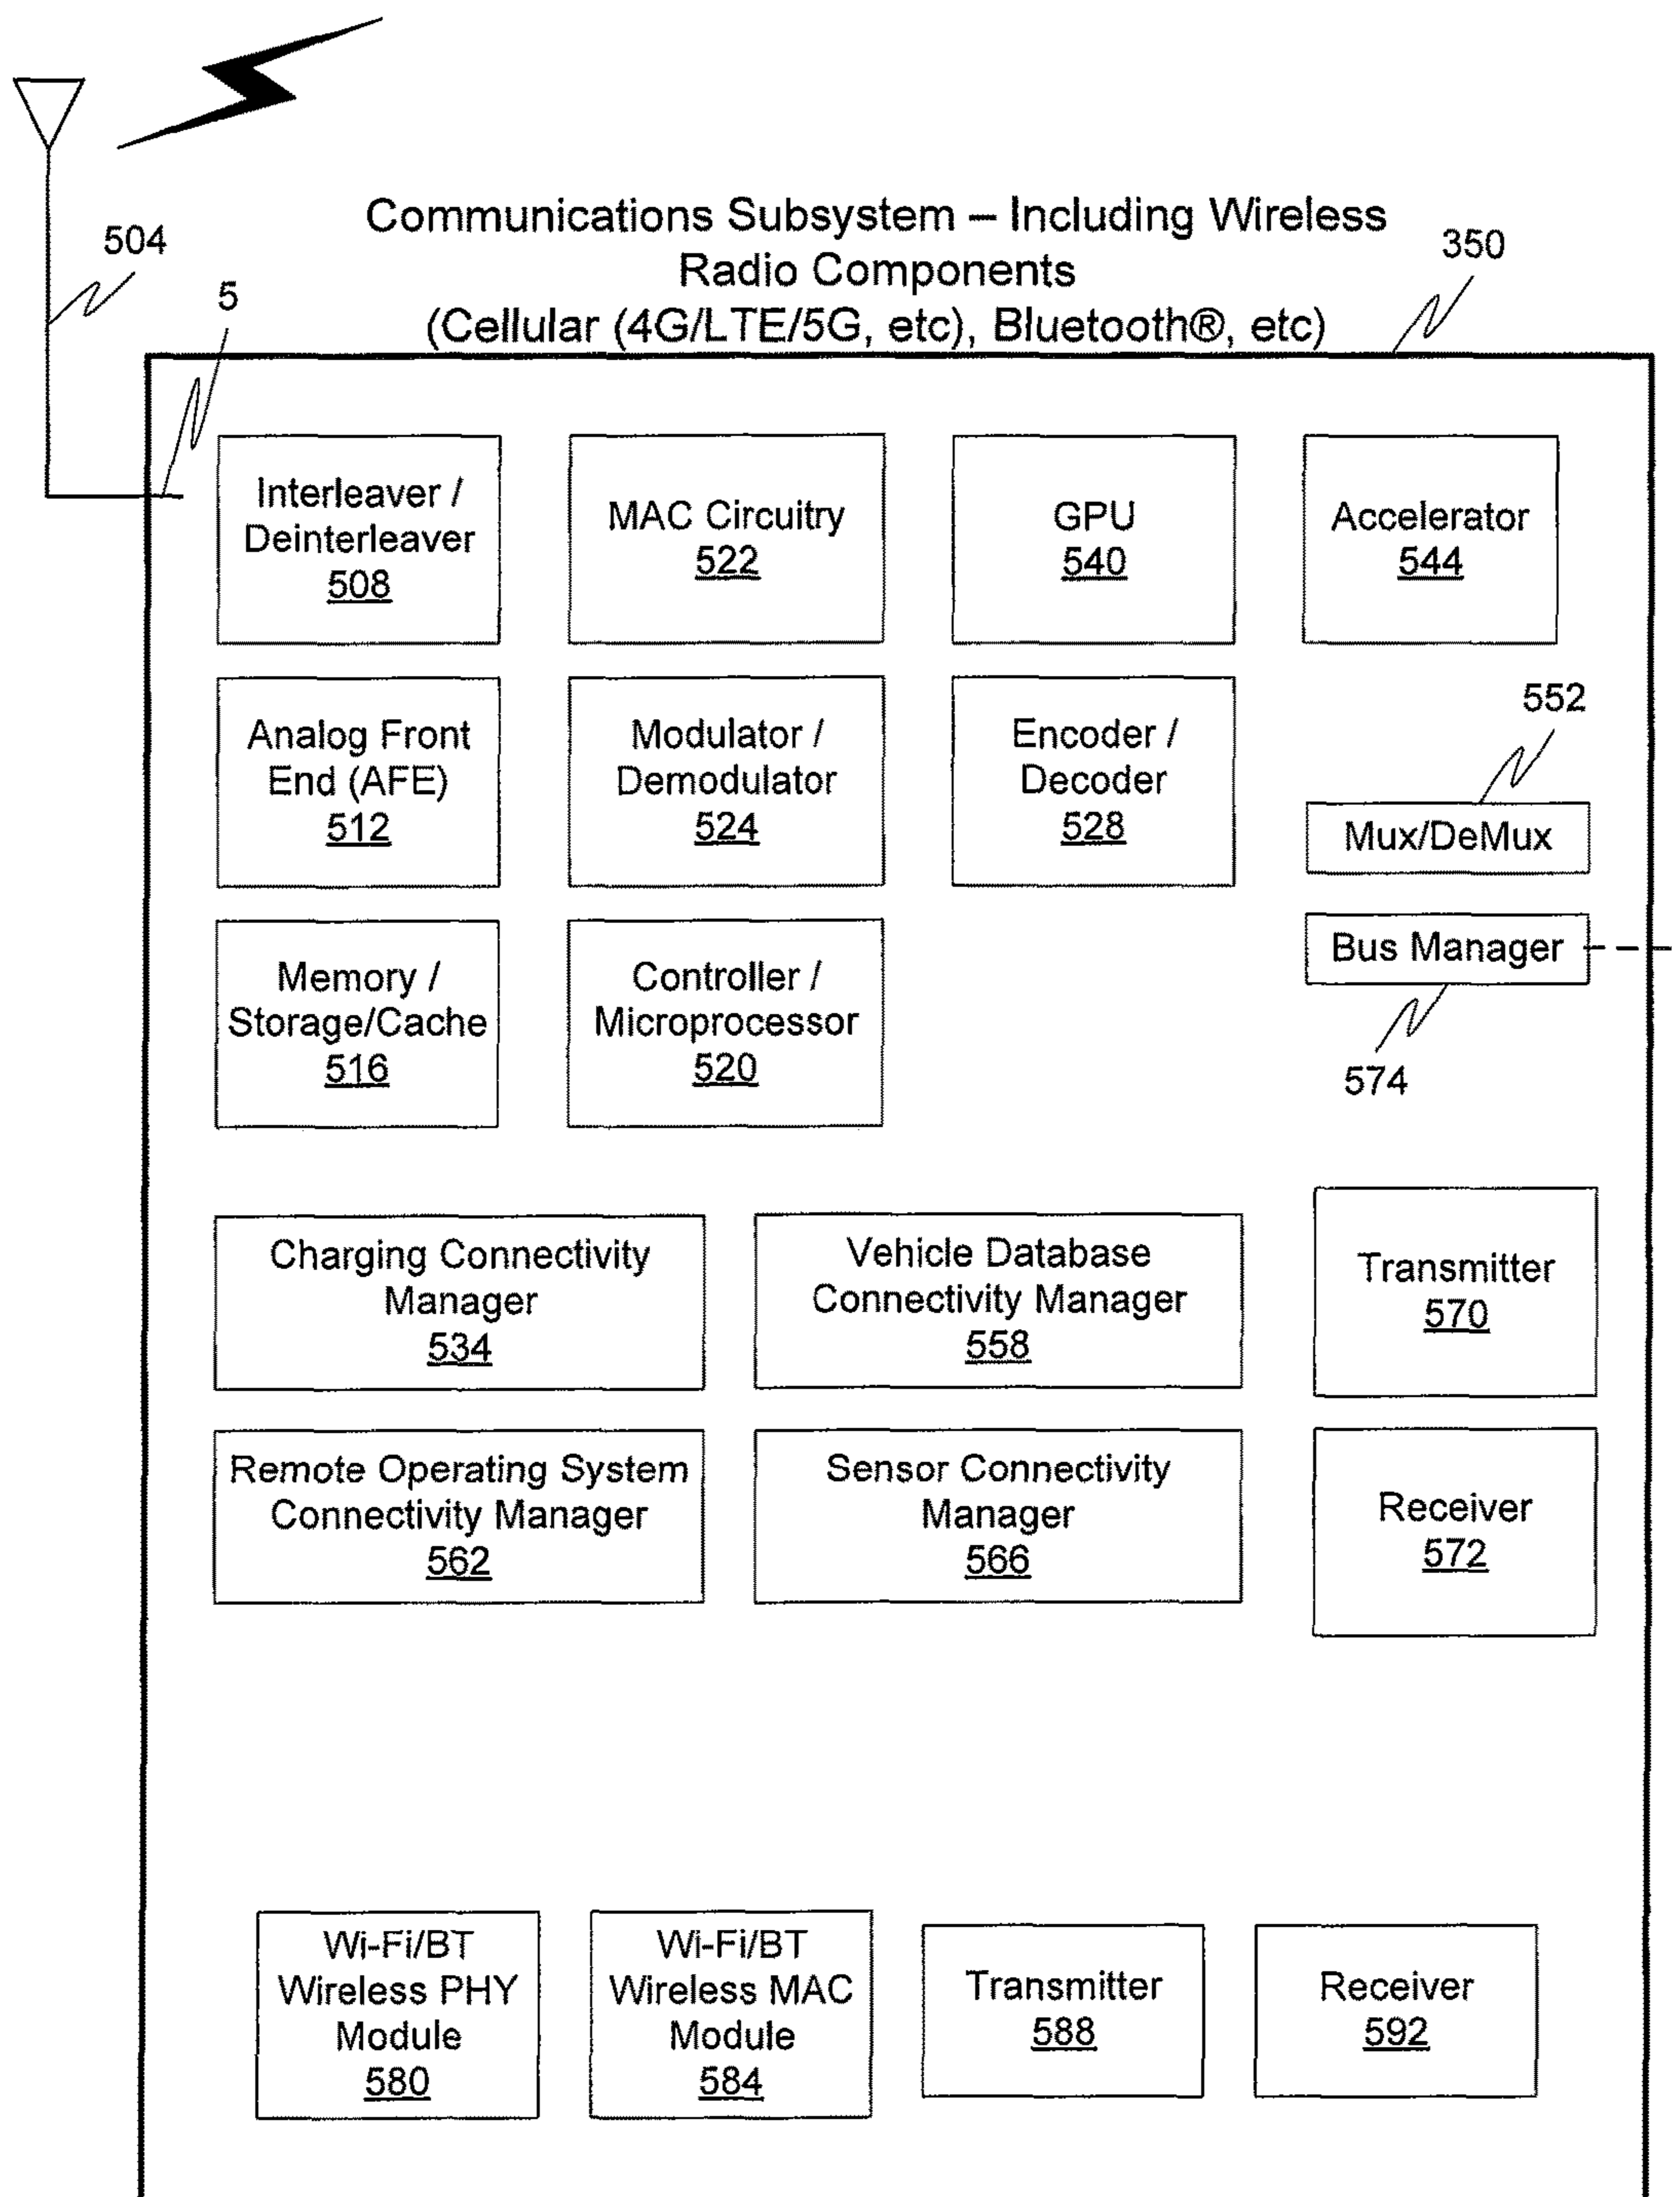 Communications Subsystem – Including Wireless
Radio Components
(Cellular (4G/LTE/5G, etc), Bluetooth®, etc)
504
5
350
Interleaver /
Deinterleaver
508
MAC Circuitry
522
GPU
540
Accelerator
544
Analog Front
End (AFE)
512
Modulator /
Demodulator
524
Encoder /
Decoder
528
552
Mux/DeMux
Memory /
Storage/Cache
516
Controller /
Microprocessor
520
Bus Manager
574
Charging Connectivity
Manager
534
Vehicle Database
Connectivity Manager
558
Transmitter
570
Remote Operating System
Connectivity Manager
562
Sensor Connectivity
Manager
566
Receiver
572
Wi-Fi/BT
Wireless PHY
Module
580
Wi-Fi/BT
Wireless MAC
Module
584
Transmitter
588
Receiver
592